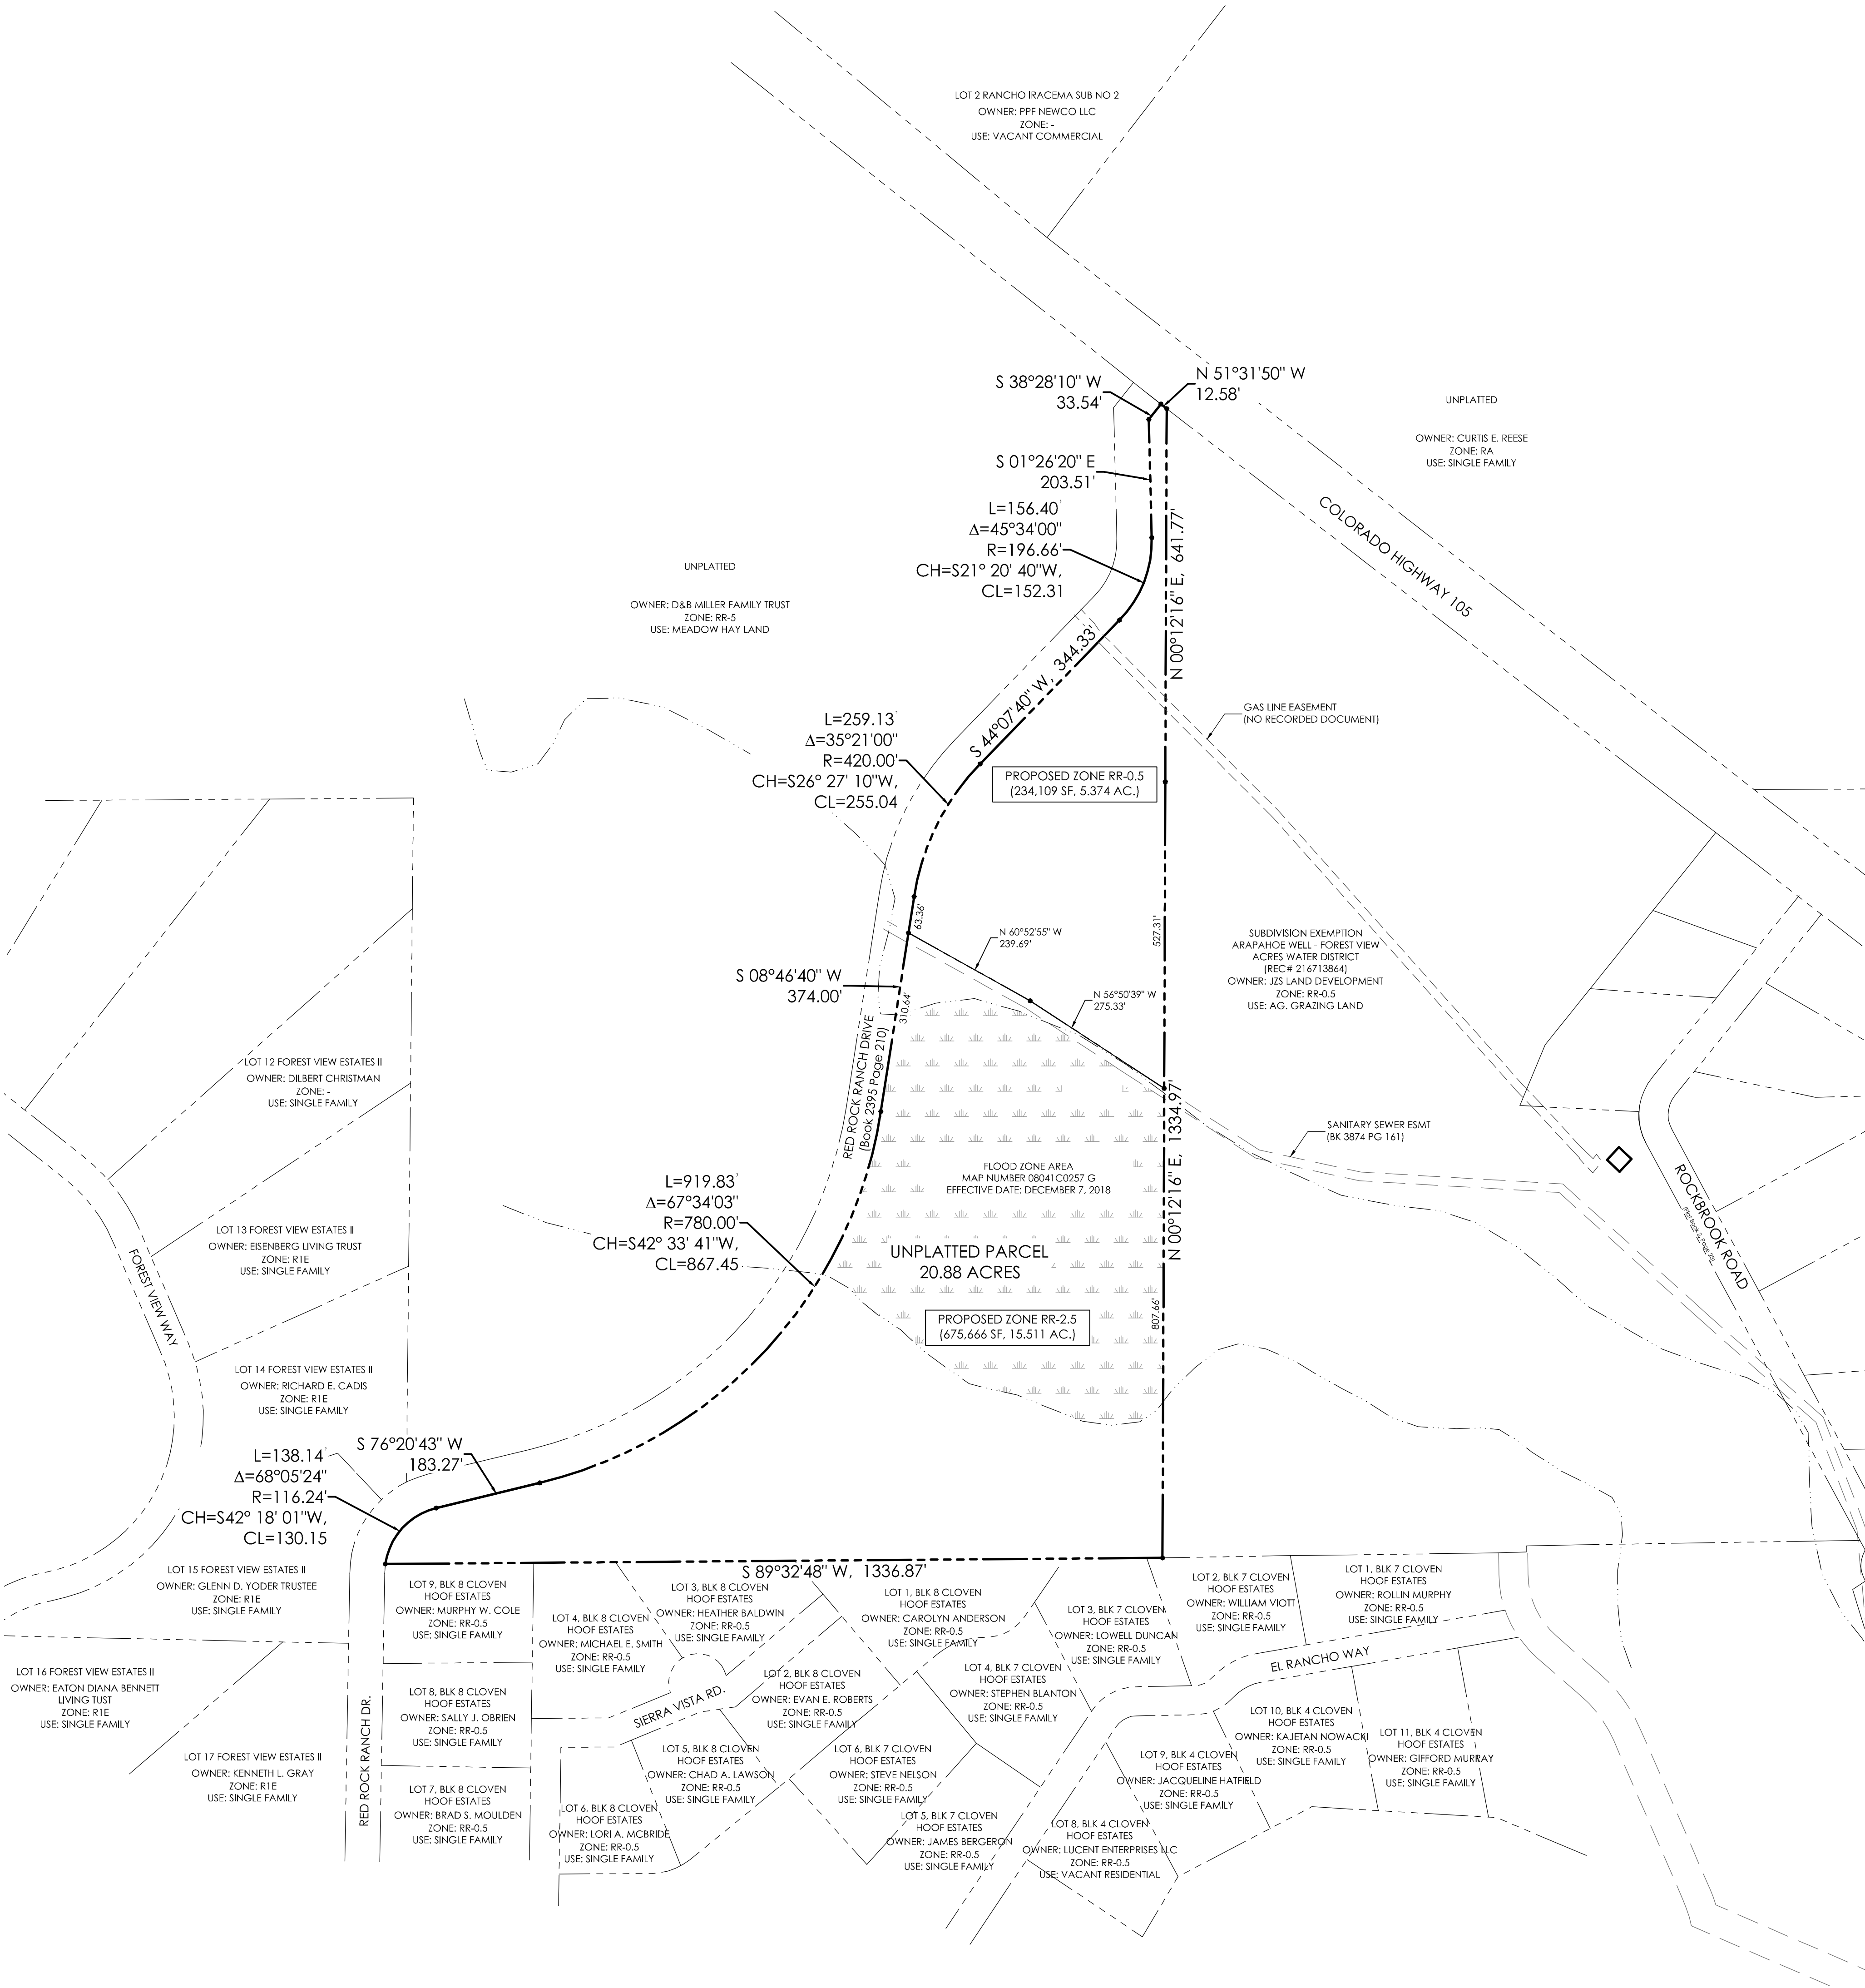 LOT 2 RANCHO IRACEMA SUB NO 2
OWNER: PPF NEWCO LLC
ZONE: -
USE: VACANT COMMERCIAL
S 38°28'10" W
33.54'
N 51°31'50" W
12.58'
UNPLATTED
OWNER: CURTIS E. REESE
ZONE: RA
USE: SINGLE FAMILY
S 01°26'20" E
203.51'
COLORADO HIGHWAY 105
L=156.40'
Δ=45°34'00"
R=196.66'
CH=S21° 20' 40"W,
CL=152.31
N 00°12'16" E, 641.77'
UNPLATTED
OWNER: D&B MILLER FAMILY TRUST
ZONE: RR-5
USE: MEADOW HAY LAND
S 44°07'40" W, 344.33'
GAS LINE EASEMENT
(NO RECORDED DOCUMENT)
L=259.13'
Δ=35°21'00"
R=420.00'
CH=S26° 27' 10"W,
CL=255.04
PROPOSED ZONE RR-0.5
(234,109 SF, 5.374 AC.)
63.36'
527.31'
N 60°52'55" W
239.69'
SUBDIVISION EXEMPTION
ARAPAHOE WELL - FOREST VIEW
ACRES WATER DISTRICT
(REC# 216713864)
OWNER: JZS LAND DEVELOPMENT
ZONE: RR-0.5
USE: AG. GRAZING LAND
S 08°46'40" W
374.00'
310.64'
N 56°50'39" W
275.33'
RED ROCK RANCH DRIVE
(Book 2395 Page 210)
LOT 12 FOREST VIEW ESTATES II
OWNER: DILBERT CHRISTMAN
ZONE: -
USE: SINGLE FAMILY
SANITARY SEWER ESMT
(BK 3874 PG 161)
FLOOD ZONE AREA
MAP NUMBER 08041C0257 G
EFFECTIVE DATE: DECEMBER 7, 2018
N 00°12'16" E, 1334.97'
L=919.83'
Δ=67°34'03"
R=780.00'
CH=S42° 33' 41"W,
CL=867.45
ROCKBROOK ROAD
LOT 13 FOREST VIEW ESTATES II
OWNER: EISENBERG LIVING TRUST
ZONE: R1E
USE: SINGLE FAMILY
FOREST VIEW WAY
UNPLATTED PARCEL
20.88 ACRES
PROPOSED ZONE RR-2.5
(675,666 SF, 15.511 AC.)
807.66'
LOT 14 FOREST VIEW ESTATES II
OWNER: RICHARD E. CADIS
ZONE: R1E
USE: SINGLE FAMILY
S 76°20'43" W
183.27'
L=138.14'
Δ=68°05'24"
R=116.24'
CH=S42° 18' 01"W,
CL=130.15
S 89°32'48" W, 1336.87'
LOT 15 FOREST VIEW ESTATES II
OWNER: GLENN D. YODER TRUSTEE
ZONE: R1E
USE: SINGLE FAMILY
LOT 9, BLK 8 CLOVEN
HOOF ESTATES
OWNER: MURPHY W. COLE
ZONE: RR-0.5
USE: SINGLE FAMILY
LOT 4, BLK 8 CLOVEN
HOOF ESTATES
OWNER: MICHAEL E. SMITH
ZONE: RR-0.5
USE: SINGLE FAMILY
LOT 3, BLK 8 CLOVEN
HOOF ESTATES
OWNER: HEATHER BALDWIN
ZONE: RR-0.5
USE: SINGLE FAMILY
LOT 1, BLK 8 CLOVEN
HOOF ESTATES
OWNER: CAROLYN ANDERSON
ZONE: RR-0.5
USE: SINGLE FAMILY
LOT 3, BLK 7 CLOVEN
HOOF ESTATES
OWNER: LOWELL DUNCAN
ZONE: RR-0.5
USE: SINGLE FAMILY
LOT 2, BLK 7 CLOVEN
HOOF ESTATES
OWNER: WILLIAM VIOTT
ZONE: RR-0.5
USE: SINGLE FAMILY
LOT 1, BLK 7 CLOVEN
HOOF ESTATES
OWNER: ROLLIN MURPHY
ZONE: RR-0.5
USE: SINGLE FAMILY
EL RANCHO WAY
LOT 16 FOREST VIEW ESTATES II
OWNER: EATON DIANA BENNETT
LIVING TUST
ZONE: R1E
USE: SINGLE FAMILY
LOT 8, BLK 8 CLOVEN
HOOF ESTATES
OWNER: SALLY J. OBRIEN
ZONE: RR-0.5
USE: SINGLE FAMILY
SIERRA VISTA RD.
LOT 2, BLK 8 CLOVEN
HOOF ESTATES
OWNER: EVAN E. ROBERTS
ZONE: RR-0.5
USE: SINGLE FAMILY
LOT 4, BLK 7 CLOVEN
HOOF ESTATES
OWNER: STEPHEN BLANTON
ZONE: RR-0.5
USE: SINGLE FAMILY
LOT 10, BLK 4 CLOVEN
HOOF ESTATES
OWNER: KAJETAN NOWACKI
ZONE: RR-0.5
USE: SINGLE FAMILY
LOT 11, BLK 4 CLOVEN
HOOF ESTATES
OWNER: GIFFORD MURRAY
ZONE: RR-0.5
USE: SINGLE FAMILY
LOT 17 FOREST VIEW ESTATES II
OWNER: KENNETH L. GRAY
ZONE: R1E
USE: SINGLE FAMILY
RED ROCK RANCH DR.
LOT 7, BLK 8 CLOVEN
HOOF ESTATES
OWNER: BRAD S. MOULDEN
ZONE: RR-0.5
USE: SINGLE FAMILY
LOT 5, BLK 8 CLOVEN
HOOF ESTATES
OWNER: CHAD A. LAWSON
ZONE: RR-0.5
USE: SINGLE FAMILY
LOT 6, BLK 7 CLOVEN
HOOF ESTATES
OWNER: STEVE NELSON
ZONE: RR-0.5
USE: SINGLE FAMILY
LOT 9, BLK 4 CLOVEN
HOOF ESTATES
OWNER: JACQUELINE HATFIELD
ZONE: RR-0.5
USE: SINGLE FAMILY
LOT 6, BLK 8 CLOVEN
HOOF ESTATES
OWNER: LORI A. MCBRIDE
ZONE: RR-0.5
USE: SINGLE FAMILY
LOT 5, BLK 7 CLOVEN
HOOF ESTATES
OWNER: JAMES BERGERON
ZONE: RR-0.5
USE: SINGLE FAMILY
LOT 8, BLK 4 CLOVEN
HOOF ESTATES
OWNER: LUCENT ENTERPRISES LLC
ZONE: RR-0.5
USE: VACANT RESIDENTIAL